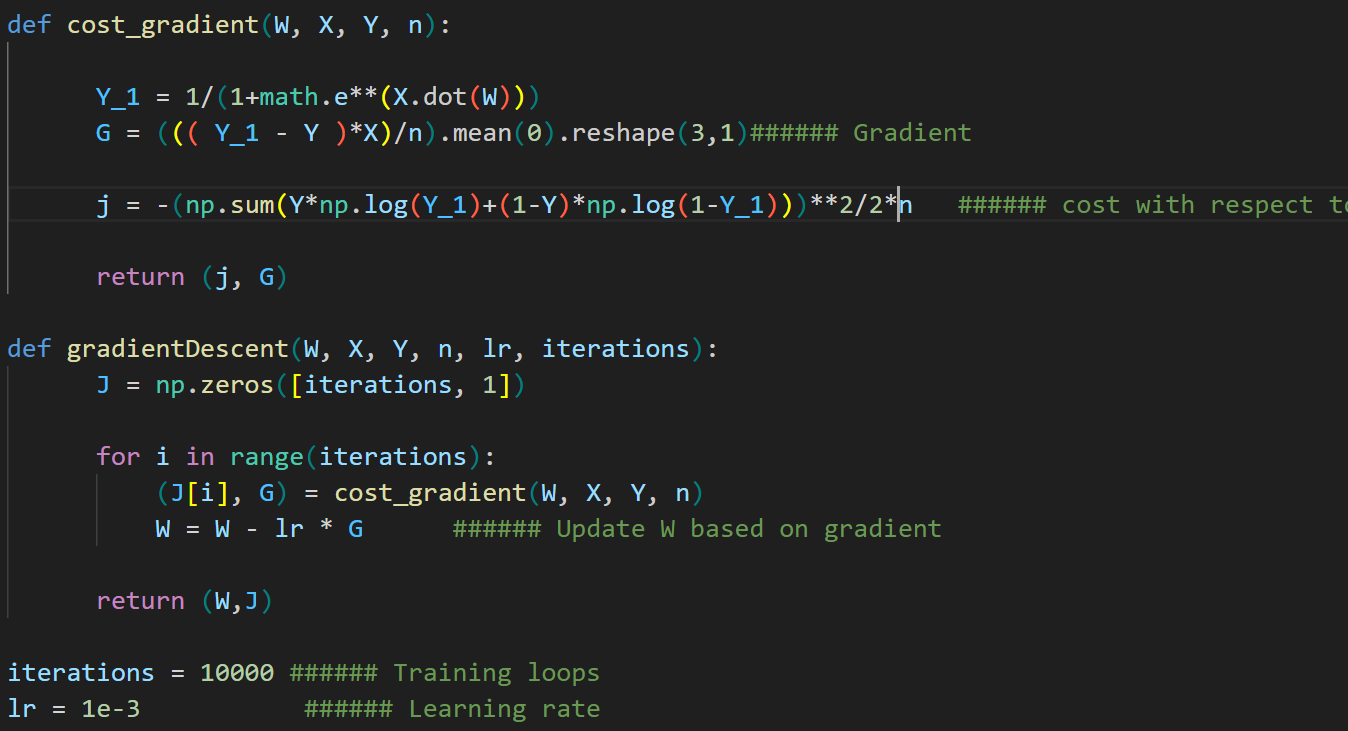 def cost_gradient(W, X, Y, n):
Y_1 = 1/(1+math.e**(X.dot(W)))
G = ((( Y_1 - Y )*X)/n).mean(0).reshape(3,1)###### Gradient
j = -(np.sum(Y*np.log(Y_1)+(1-Y)*np.log(1-Y_1)))**2/2*n ###### cost with respect
return (j, G)
def gradientDescent(W, X, Y, n, lr, iterations):
J = np.zeros([iterations, 1])
for i in range(iterations):
(J[i], G) = cost_gradient(W, X, Y, n)
W = W - lr * G ###### Update W based on gradient
return (W,J)
iterations = 10000 ###### Training loops
lr = 1e-3 ###### Learning rate